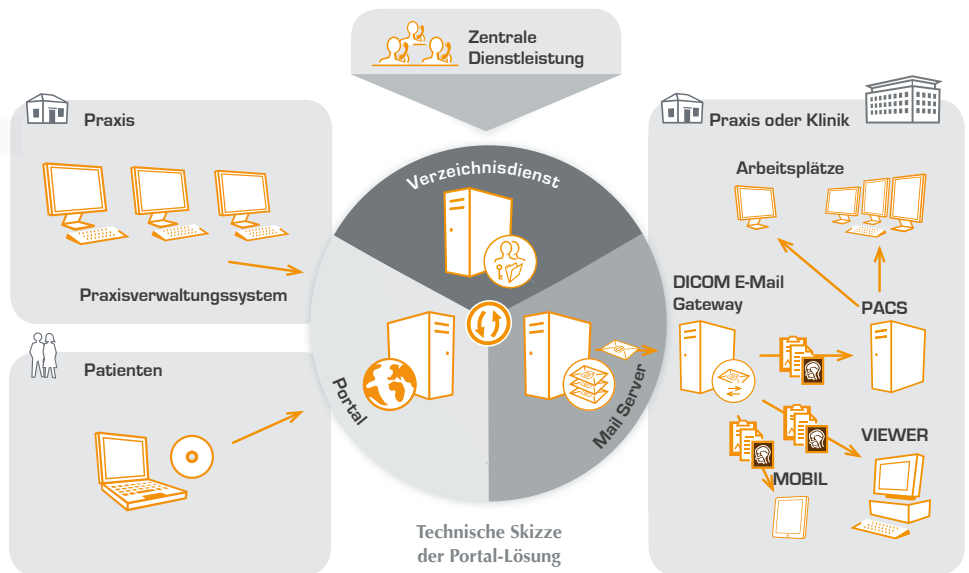 Zentrale
Dienstleistung
Praxis
Praxisverwaltungssystem
Patienten
Verzeichnisdienst
Portal
Mail Server
Praxis oder Klinik
Arbeitsplätze
DICOM E-Mail
Gateway
PACS
VIEWER
MOBIL
Technische Skizze
der Portal-Lösung